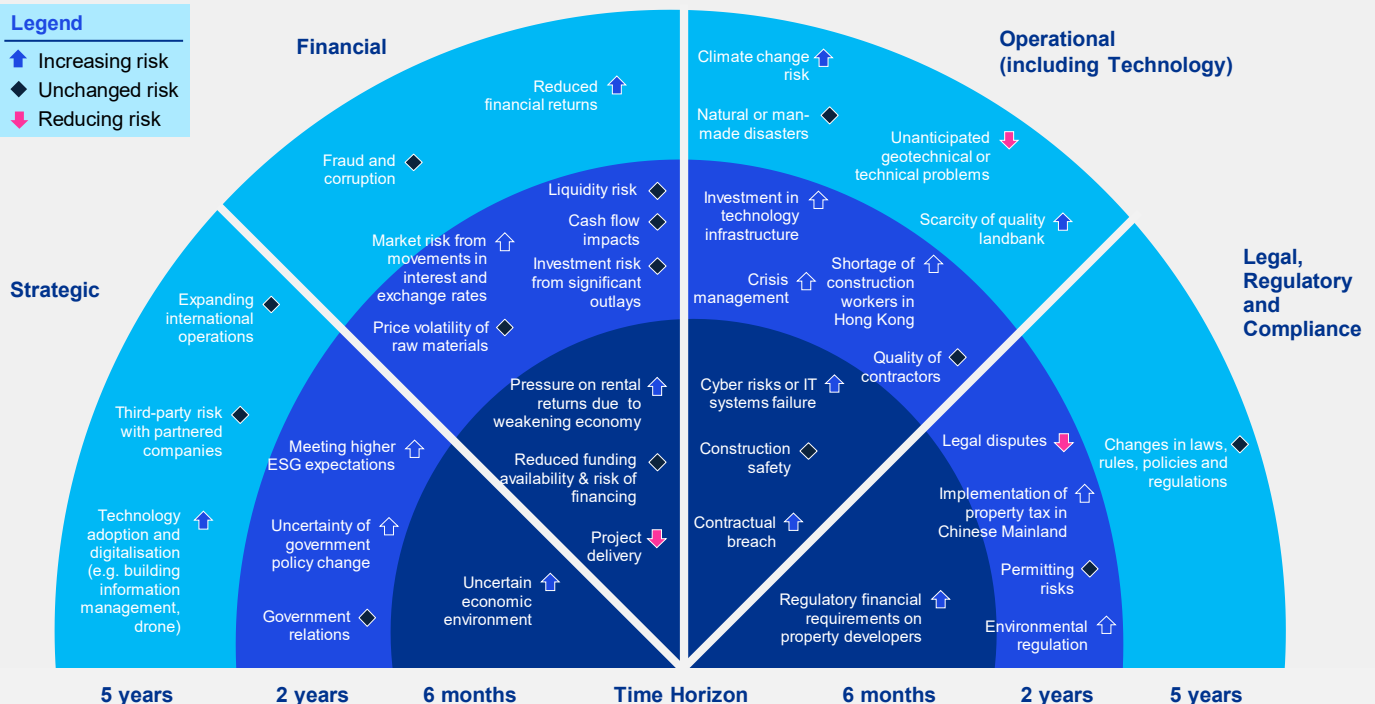 Legend
Increasing risk
Unchanged risk
Reducing risk
Financial
Operational
(including Technology)
Strategic
Legal,
Regulatory
and
Compliance
Reduced
financial returns
Fraud and
corruption
Liquidity risk
Cash flow
impacts
Market risk from
movements in
interest and
exchange rates
Investment risk
from significant
outlays
Price volatility of
raw materials
Pressure on rental
returns due to
weakening economy
Reduced funding
availability & risk of
financing
Project
delivery
Climate change
risk
Natural or man-
made disasters
Unanticipated
geotechnical or
technical problems
Scarcity of quality
landbank
Investment in
technology
infrastructure
Crisis
management
Shortage of
construction
workers in
Hong Kong
Quality of
contractors
Cyber risks or IT
systems failure
Construction
safety
Contractual
breach
Expanding
international
operations
Third-party risk
with partnered
companies
Technology
adoption and
digitalisation
(e.g. building
information
management,
drone)
Meeting higher
ESG expectations
Uncertainty of
government
policy change
Government
relations
Uncertain
economic
environment
Legal disputes
Implementation of
property tax in
Chinese Mainland
Permitting
risks
Environmental
regulation
Regulatory financial
requirements on
property developers
Changes in laws,
rules, policies and
regulations
5 years
2 years
6 months
Time Horizon
6 months
2 years
5 years